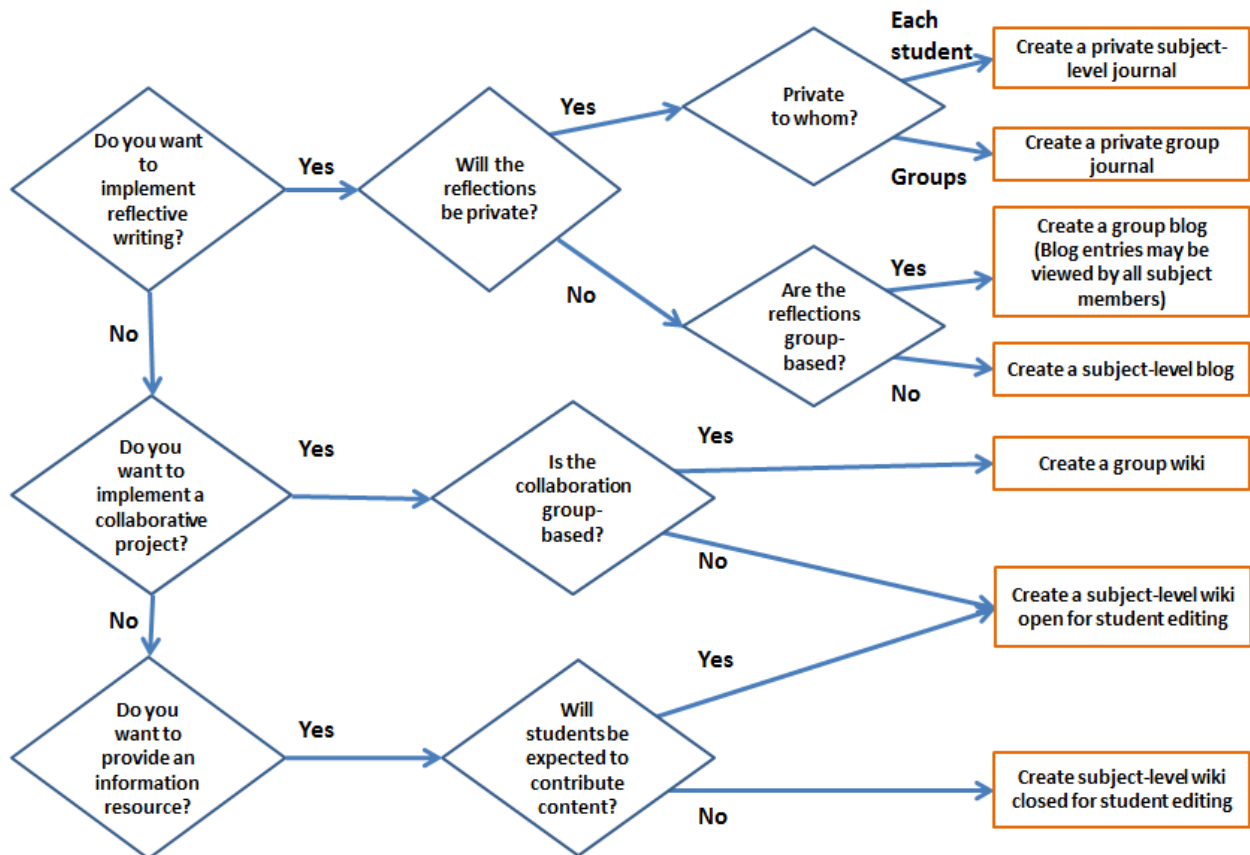 Do you want
to
implement
reflective
writing?
Yes
No
Will the
reflections
be private?
Yes
No
Private
to whom?
Each
student
Groups
Create a private subject-
level journal
Create a private group
journal
Are the
reflections
group-
based?
Yes
No
Create a group blog
(Blog entries may be
viewed by all subject
members)
Create a subject-level blog
Do you
want to
implement a
collaborative
project?
Yes
No
Is the
collaboration
group-
based?
Yes
No
Create a group wiki
Create a subject-level wiki
open for student editing
Do you
want to
provide an
information
resource?
Yes
Will
students be
expected to
contribute
content?
Yes
No
Create subject-level wiki
closed for student editing